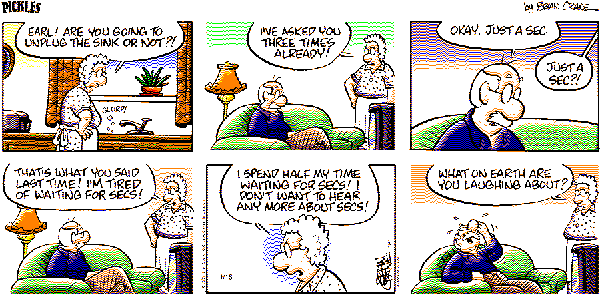 PICKLES
by BRIAN CRANE
EARL! ARE YOU GOING TO
UNPLUG THE SINK OR NOT?!
SLURP!
I'VE ASKED YOU
THREE TIMES
ALREADY!
OKAY. JUST A SEC
JUST A
SEC?!
THAT'S WHAT YOU SAID
LAST TIME! I'M TIRED
OF WAITING FOR SECS!
I SPEND HALF MY TIME
WAITING FOR SECS! I
DON'T WANT TO HEAR
ANY MORE ABOUT SECS!
WHAT ON EARTH ARE
YOU LAUGHING ABOUT?